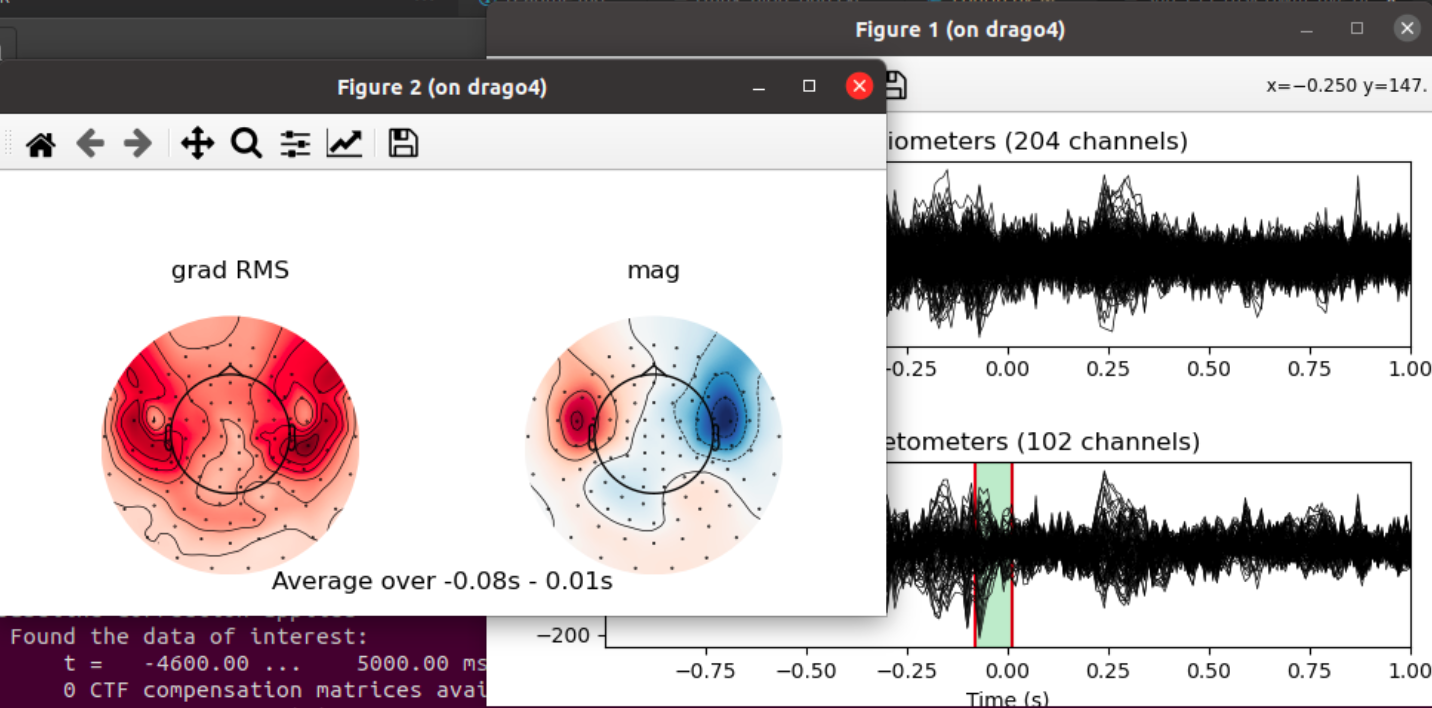 Figure 1 (on drago4)
x=−0.250 y=147.
Figure 2 (on drago4)
iometers (204 channels)
grad RMS
mag
-0.25 0.00 0.25 0.50 0.75 1.00
etometers (102 channels)
Average over -0.08s - 0.01s
−200
−0.75 −0.50 −0.25 0.00 0.25 0.50 0.75 1.00
Time (s)
Found the data of interest:
t = -4600.00 ... 5000.00 ms
0 CTF compensation matrices avai